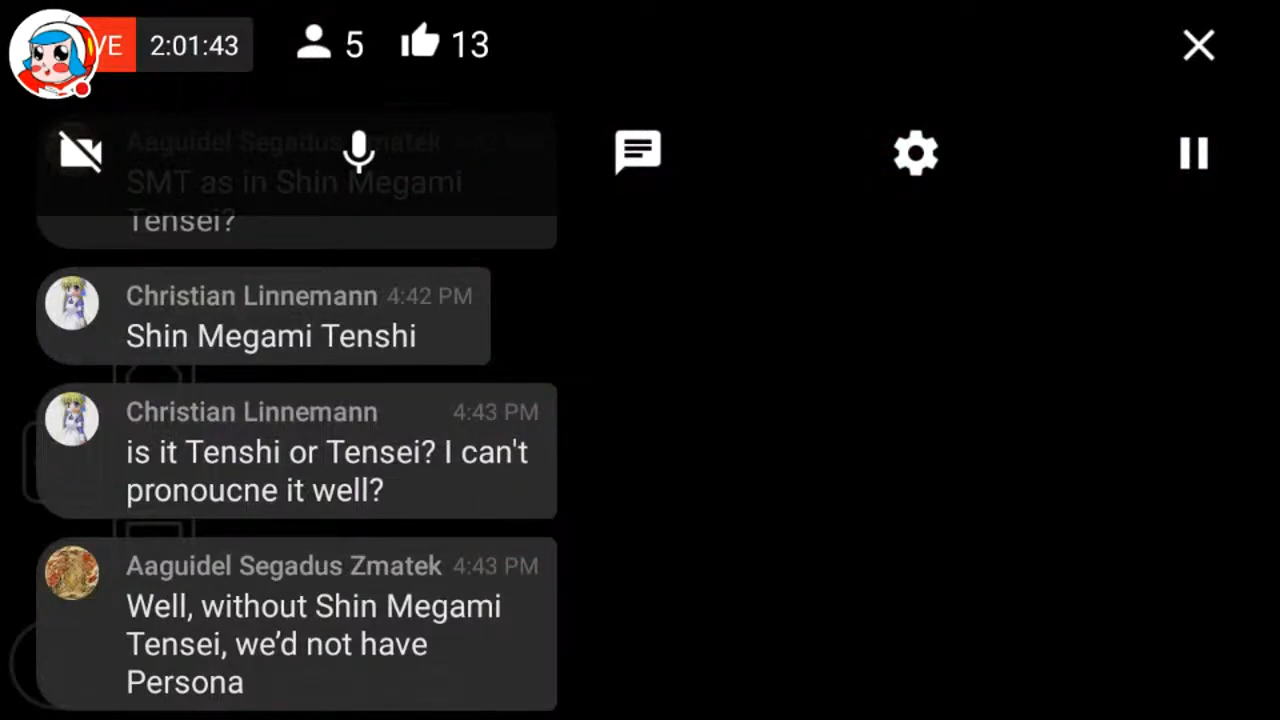 VE 2:01:43 5 13
Aaguidel Segadus Zmatek
SMT as in Shin Megami
Tensei?
Christian Linnemann 4:42 PM
Shin Megami Tenshi
Christian Linnemann 4:43 PM
is it Tenshi or Tensei? I can't
pronoucne it well?
Aaguidel Segadus Zmatek 4:43 PM
Well, without Shin Megami
Tensei, we’d not have
Persona